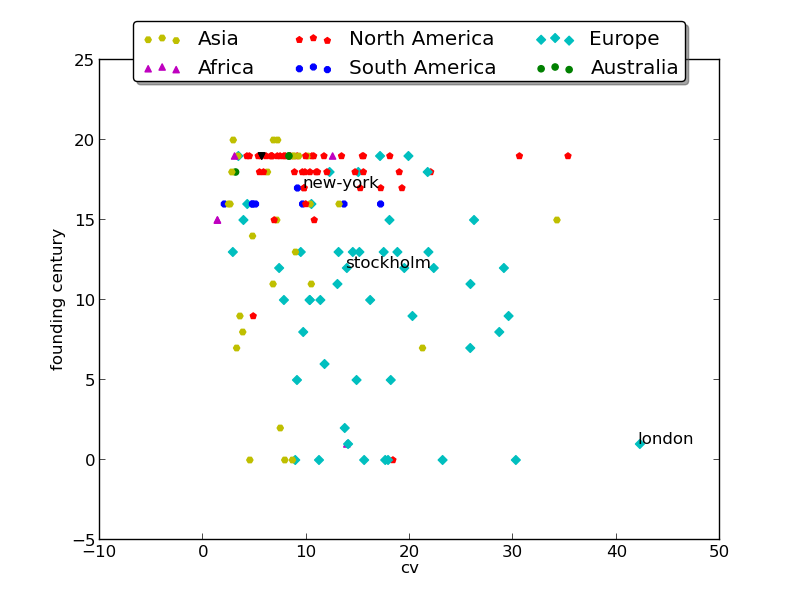 Asia North America Europe
Africa South America Australia
25
20
15
10
5
0
−5
founding century
new-york
stockholm
london
−10 0 10 20 30 40 50
cv